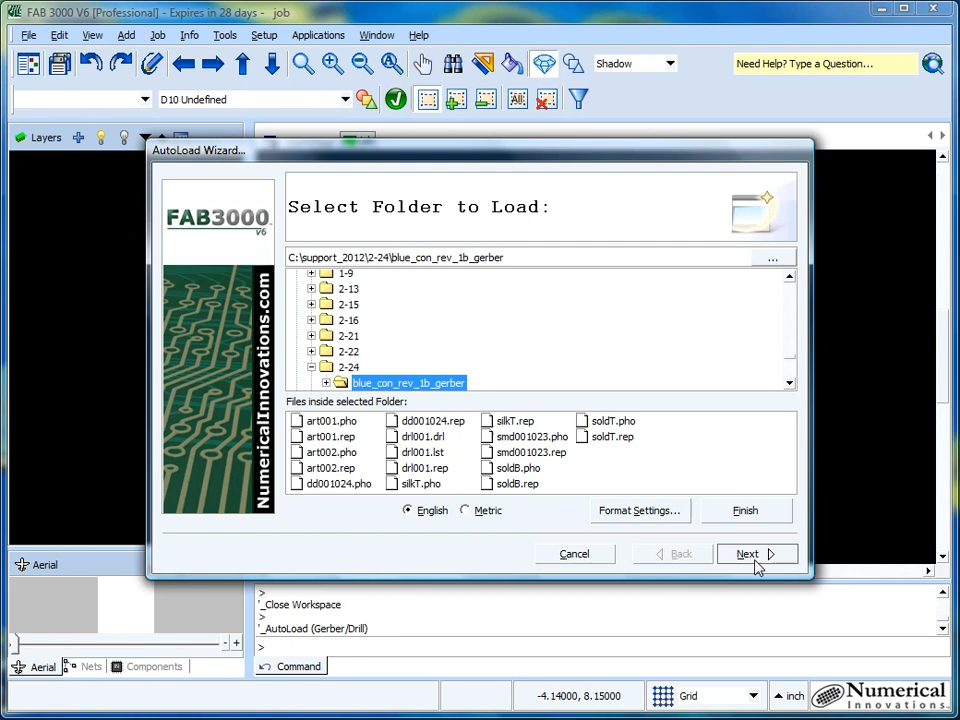 FAB 3000 V6 [Professional] - Expires in 28 days - job
File Edit View Add Job Info Tools Setup Applications Window Help
Shadow
Need Help? Type a Question...
D10 Undefined
All
Layers
AutoLoad Wizard...
FAB3000
V6
NumericalInnovations.com
Select Folder to Load:
C:\support_2012\2-24\blue_con_rev_1b_gerber
...
1-9
2-13
2-15
2-16
2-21
2-22
2-24
blue_con_rev_1b_gerber
Files inside selected Folder:
art001.pho dd001024.rep silkT.rep soldT.pho
art001.rep drl001.drl smd001023.pho soldT.rep
art002.pho drl001.lst smd001023.rep
art002.rep drl001.rep soldB.pho
dd001024.pho silkT.pho soldB.rep
English Metric Format Settings... Finish
Cancel Back Next
Aerial
- +
Aerial Nets Components
>
'_Close Workspace
>
'_AutoLoad (Gerber/Drill)
>
Command
-4.14000, 8.15000
Grid
inch
Numerical
Innovations